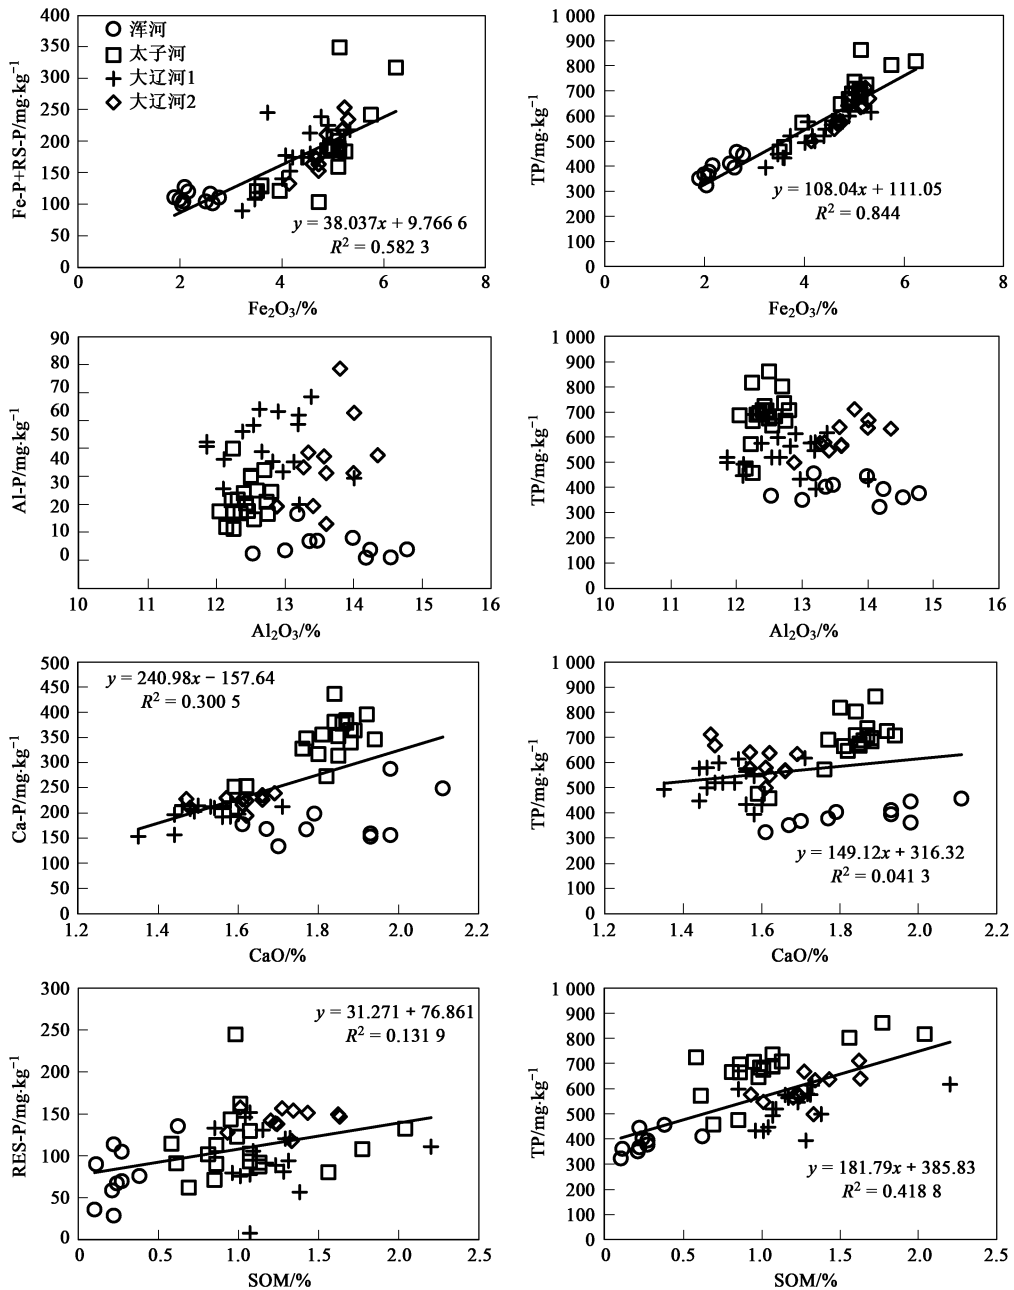 Fe-P+RS-P/mg·kg⁻¹
400
350
300
250
200
150
100
50
0
浑河
太子河
大辽河1
大辽河2
y = 38.037x + 9.766 6
R² = 0.582 3
0 2 4 6 8
Fe₂O₃/%
TP/mg·kg⁻¹
1 000
900
800
700
600
500
400
300
200
100
0
y = 108.04x + 111.05
R² = 0.844
0 2 4 6 8
Fe₂O₃/%
Al-P/mg·kg⁻¹
90
80
70
60
50
40
30
20
10
0
10 11 12 13 14 15 16
Al₂O₃/%
TP/mg·kg⁻¹
1 000
900
800
700
600
500
400
300
200
100
0
10 11 12 13 14 15 16
Al₂O₃/%
Ca-P/mg·kg⁻¹
500
450
400
350
300
250
200
150
100
50
0
y = 240.98x − 157.64
R² = 0.300 5
1.2 1.4 1.6 1.8 2.0 2.2
CaO/%
TP/mg·kg⁻¹
1 000
900
800
700
600
500
400
300
200
100
0
y = 149.12x + 316.32
R² = 0.041 3
1.2 1.4 1.6 1.8 2.0 2.2
CaO/%
RES-P/mg·kg⁻¹
300
250
200
150
100
50
0
y = 31.271 + 76.861
R² = 0.131 9
0 0.5 1.0 1.5 2.0 2.5
SOM/%
TP/mg·kg⁻¹
1 000
900
800
700
600
500
400
300
200
100
0
y = 181.79x + 385.83
R² = 0.418 8
0 0.5 1.0 1.5 2.0 2.5
SOM/%